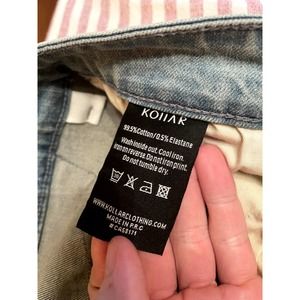 KOLLAR
99.5%Cotton/0.5% Elastane
Wash inside out. Cool iron.
Iron on reverse. Do not iron print.
Do not tumble dry.
WWW.KOLLARCLOTHING.COM
MADE IN P.R.C